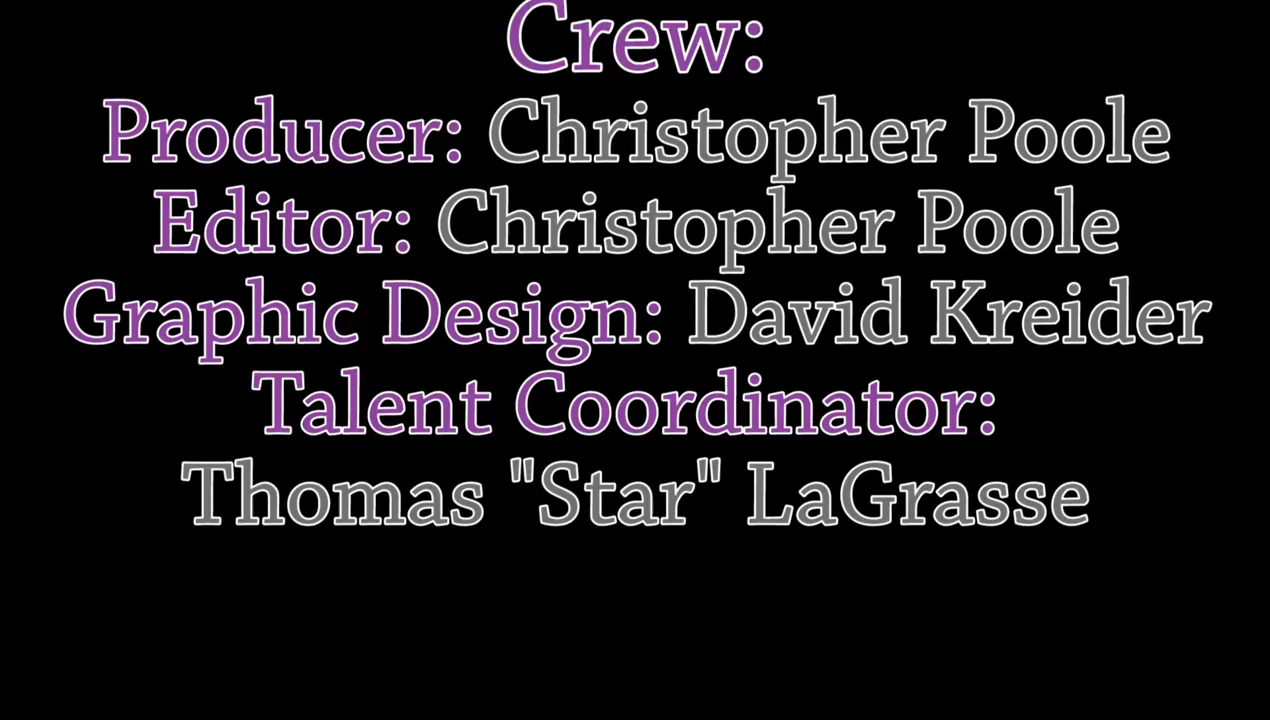 Crew:
Producer: Christopher Poole
Editor: Christopher Poole
Graphic Design: David Kreider
Talent Coordinator:
Thomas "Star" LaGrasse